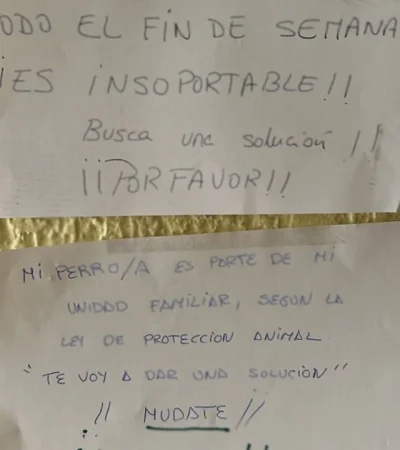 ODO EL FIN DE SEMANA
¡ES INSOPORTABLE!!
Busca una solución !!
¡¡POR FAVOR!!
MI PERRO/A ES PARTE DE MI
UNIDAD FAMILIAR, SEGUN LA
LEY DE PROTECCION ANIMAL.
"TE VOY A DAR UNA SOLUCION"
!! MUDATE !!